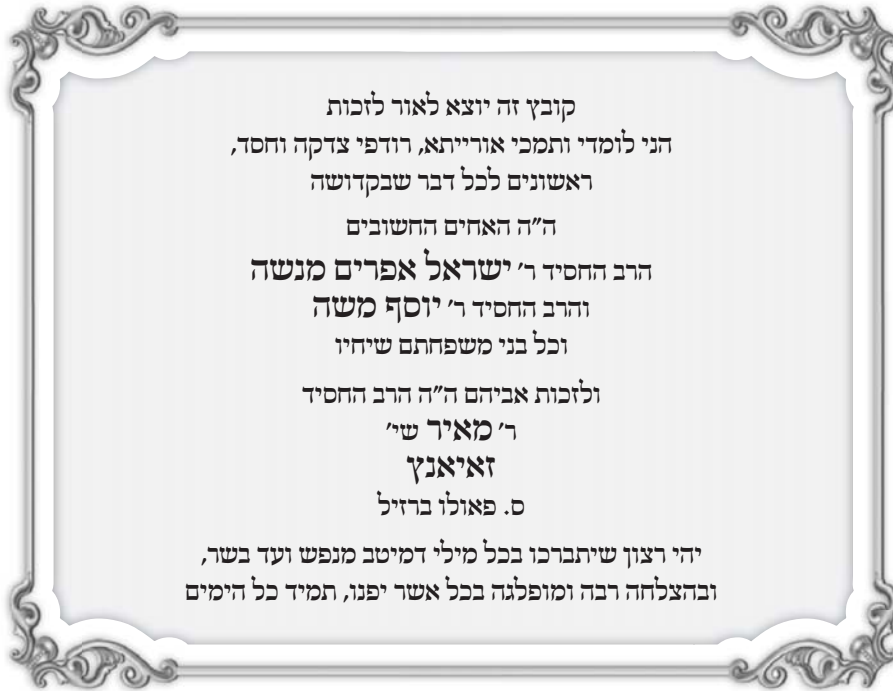 קובץ זה יוצא לאור לזכות
הני לומדי ותמכי אורייתא, רודפי צדקה וחסד,
ראשונים לכל דבר שבקדושה
ה״ה האחים החשובים
הרב החסיד ר׳ ישראל אפרים מנשה
והרב החסיד ר׳ יוסף משה
וכל בני משפחתם שיחיו
ולזכות אביהם ה״ה הרב החסיד
ר׳ מאיר שי׳
זאיאנץ
ס. פאולו ברזיל
יהי רצון שיתברכו בכל מילי דמיטב מנפש ועד בשר,
ובהצלחה רבה ומופלגה בכל אשר יפנו, תמיד כל הימים